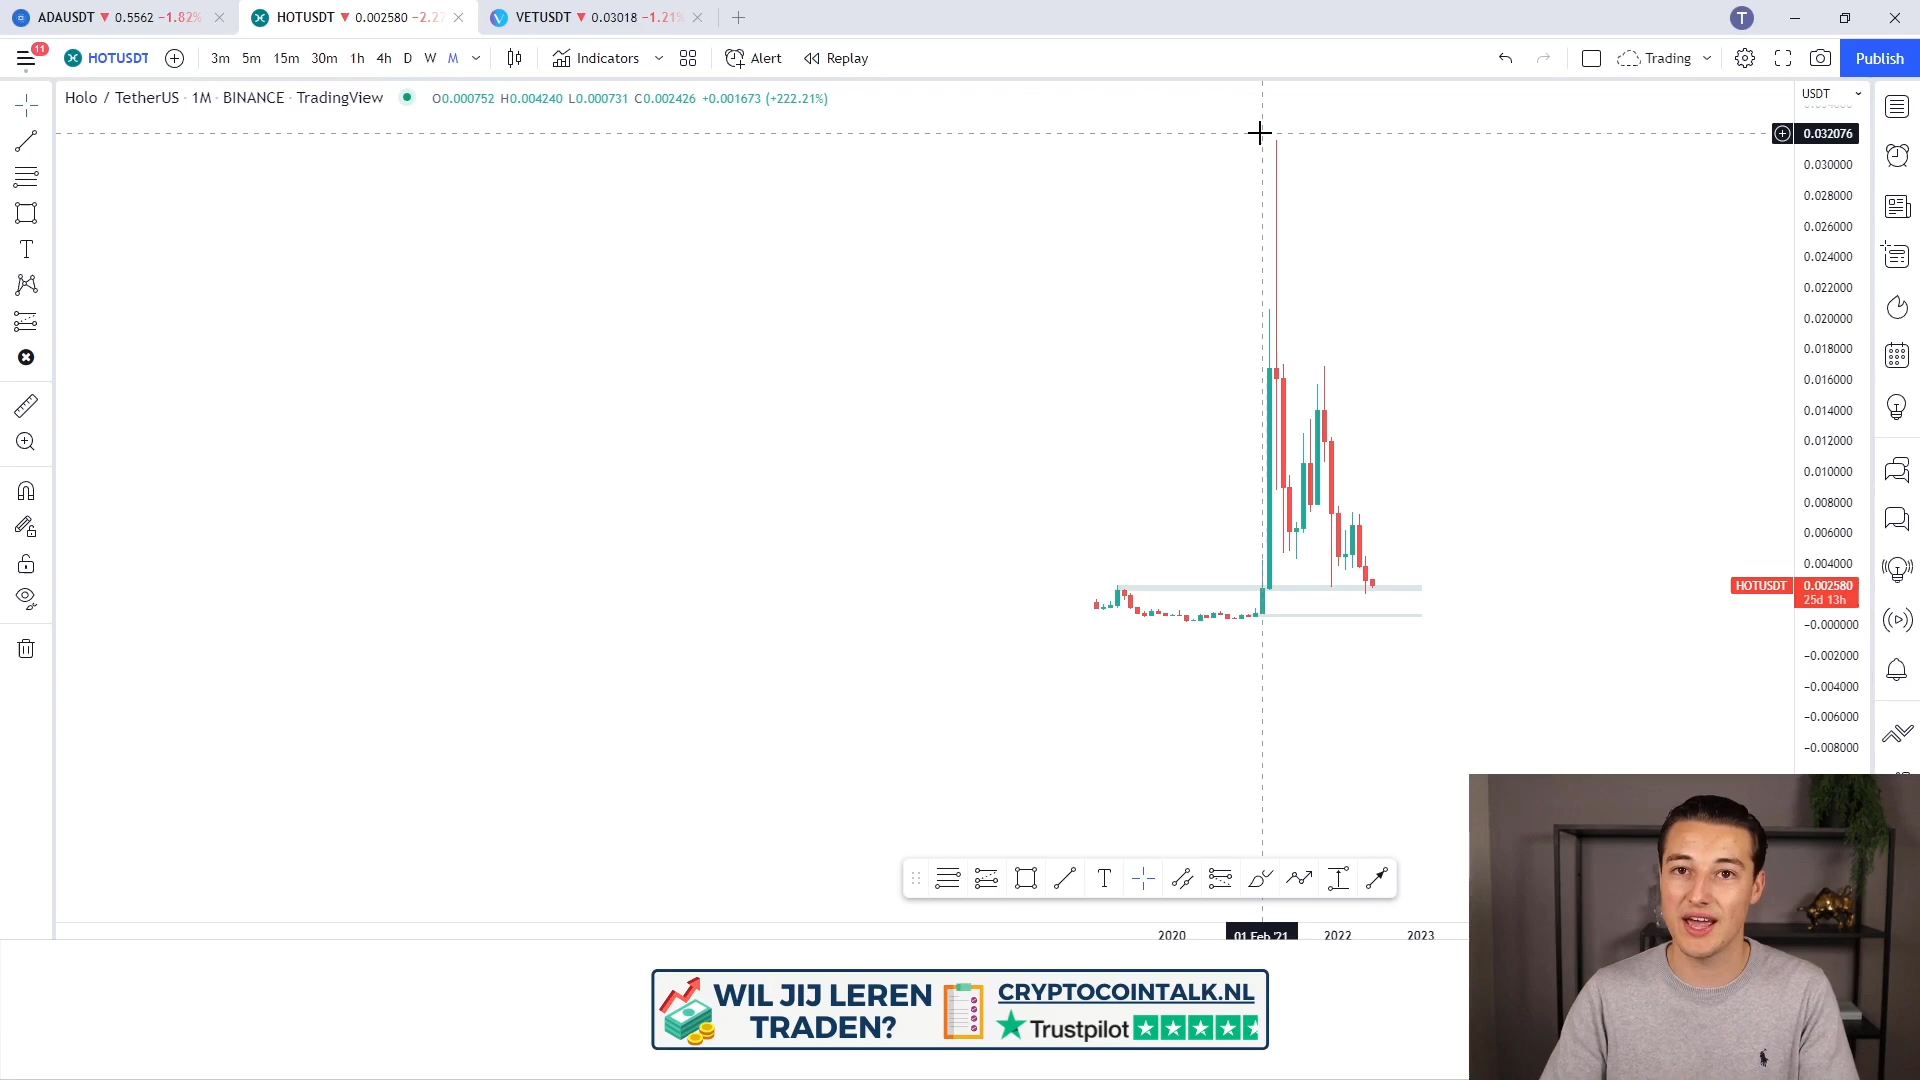 ADAUSDT ▼ 0.5562 −1.82%
HOTUSDT ▼ 0.002580 −2.27
VETUSDT ▼ 0.03018 −1.21%
T
11
HOTUSDT
3m 5m 15m 30m 1h 4h D W M
Indicators
Alert
Replay
Trading
Publish
Holo / TetherUS · 1M · BINANCE · TradingView
O0.000752 H0.004240 L0.000731 C0.002426 +0.001673 (+222.21%)
USDT
0.032076
0.030000
0.028000
0.026000
0.024000
0.022000
0.020000
0.018000
0.016000
0.014000
0.012000
0.010000
0.008000
0.006000
0.004000
HOTUSDT 0.002580
25d 13h
−0.000000
−0.002000
−0.004000
−0.006000
−0.008000
2020 01 Feb '21 2022 2023
WIL JIJ LEREN
TRADEN?
CRYPTOCOINTALK.NL
Trustpilot